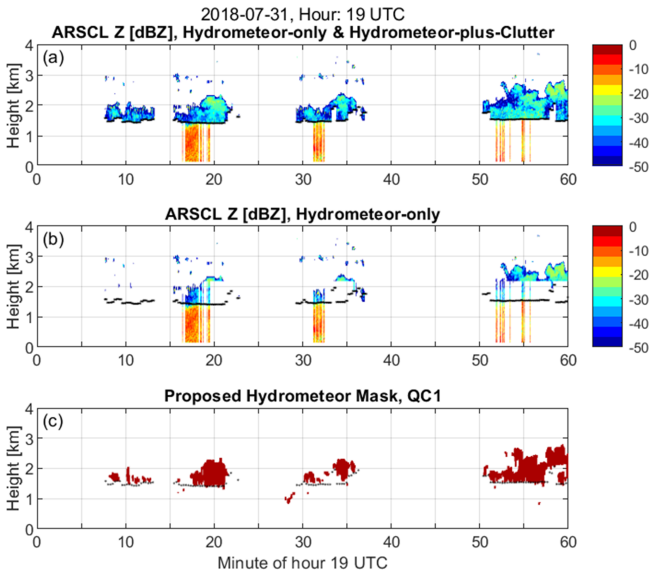 2018-07-31, Hour: 19 UTC
ARSCL Z [dBZ], Hydrometeor-only & Hydrometeor-plus-Clutter
(a)
Height [km]
4
3
2
1
0
0 10 20 30 40 50 60
0
-10
-20
-30
-40
-50
ARSCL Z [dBZ], Hydrometeor-only
(b)
Height [km]
4
3
2
1
0
0 10 20 30 40 50 60
0
-10
-20
-30
-40
-50
Proposed Hydrometeor Mask, QC1
(c)
Height [km]
4
3
2
1
0
0 10 20 30 40 50 60
Minute of hour 19 UTC